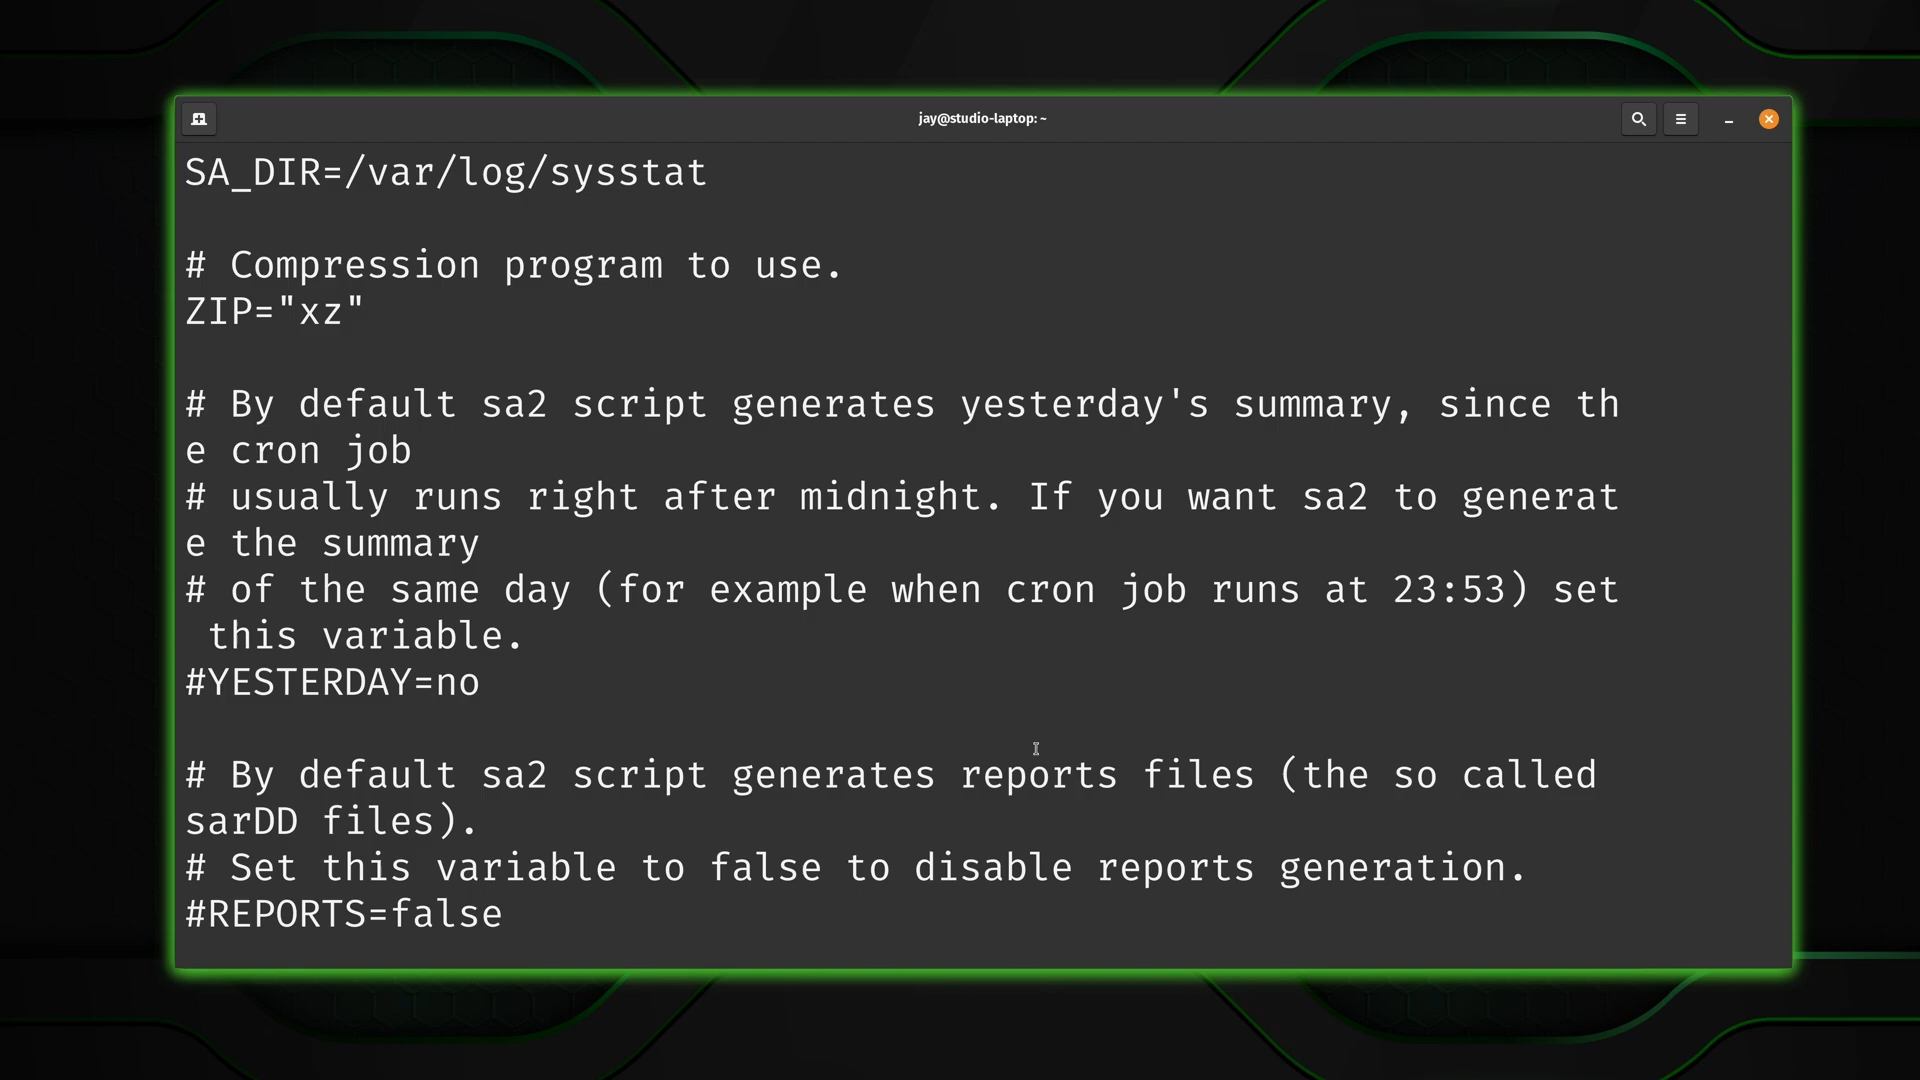 jay@studio-laptop: ~
SA_DIR=/var/log/sysstat
# Compression program to use.
ZIP="xz"
# By default sa2 script generates yesterday's summary, since th
e cron job
# usually runs right after midnight. If you want sa2 to generat
e the summary
# of the same day (for example when cron job runs at 23:53) set
 this variable.
#YESTERDAY=no
# By default sa2 script generates reports files (the so called
sarDD files).
# Set this variable to false to disable reports generation.
#REPORTS=false